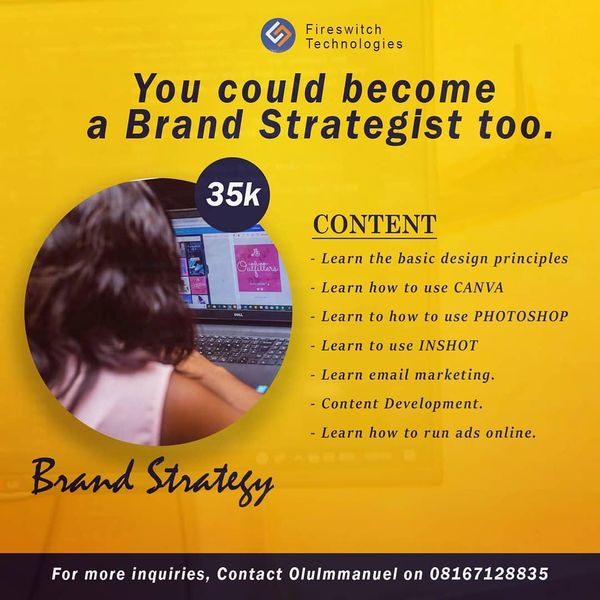 Fireswitch
Technologies
You could become
a Brand Strategist too.
35k
CONTENT
- Learn the basic design principles
- Learn how to use CANVA
- Learn to how to use PHOTOSHOP
- Learn to use INSHOT
- Learn email marketing.
- Content Development.
- Learn how to run ads online.
Outfitters
DELL
Brand Strategy
For more inquiries, Contact OluImmanuel on 08167128835